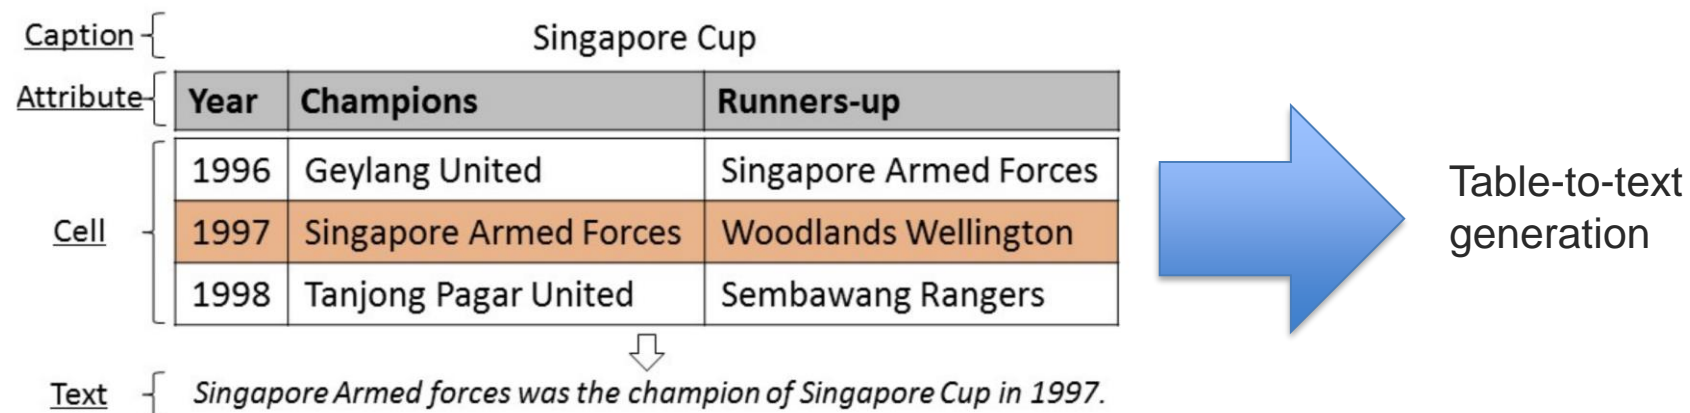 Caption Singapore Cup
Attribute Year Champions Runners-up
1996 Geylang United Singapore Armed Forces
Cell 1997 Singapore Armed Forces Woodlands Wellington
1998 Tanjong Pagar United Sembawang Rangers
Text Singapore Armed forces was the champion of Singapore Cup in 1997.
Table-to-text
generation